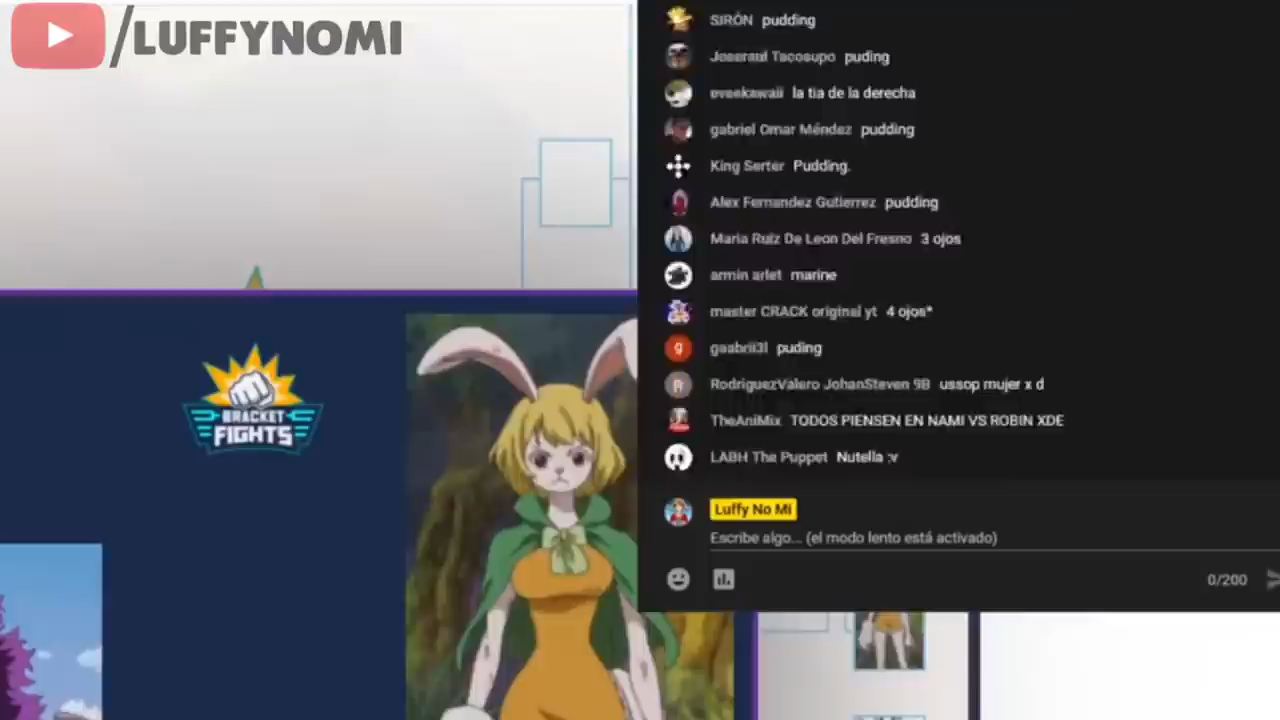 /LUFFYNOMI
SIRÓN pudding
Joseraul Tacosupo puding
eveekawaii la tia de la derecha
gabriel Omar Méndez pudding
King Serter Pudding.
Alex Fernandez Gutierrez pudding
Maria Ruiz De Leon Del Fresno 3 ojos
armin arlet marine
master CRACK original yt 4 ojos*
g gaabrii3l puding
R RodriguezValero JohanSteven 9B ussop mujer x d
TheAniMix TODOS PIENSEN EN NAMI VS ROBIN XDE
LABH The Puppet Nutella :v
Luffy No Mi
Escribe algo... (el modo lento está activado)
0/200
BRACKET
FIGHTS